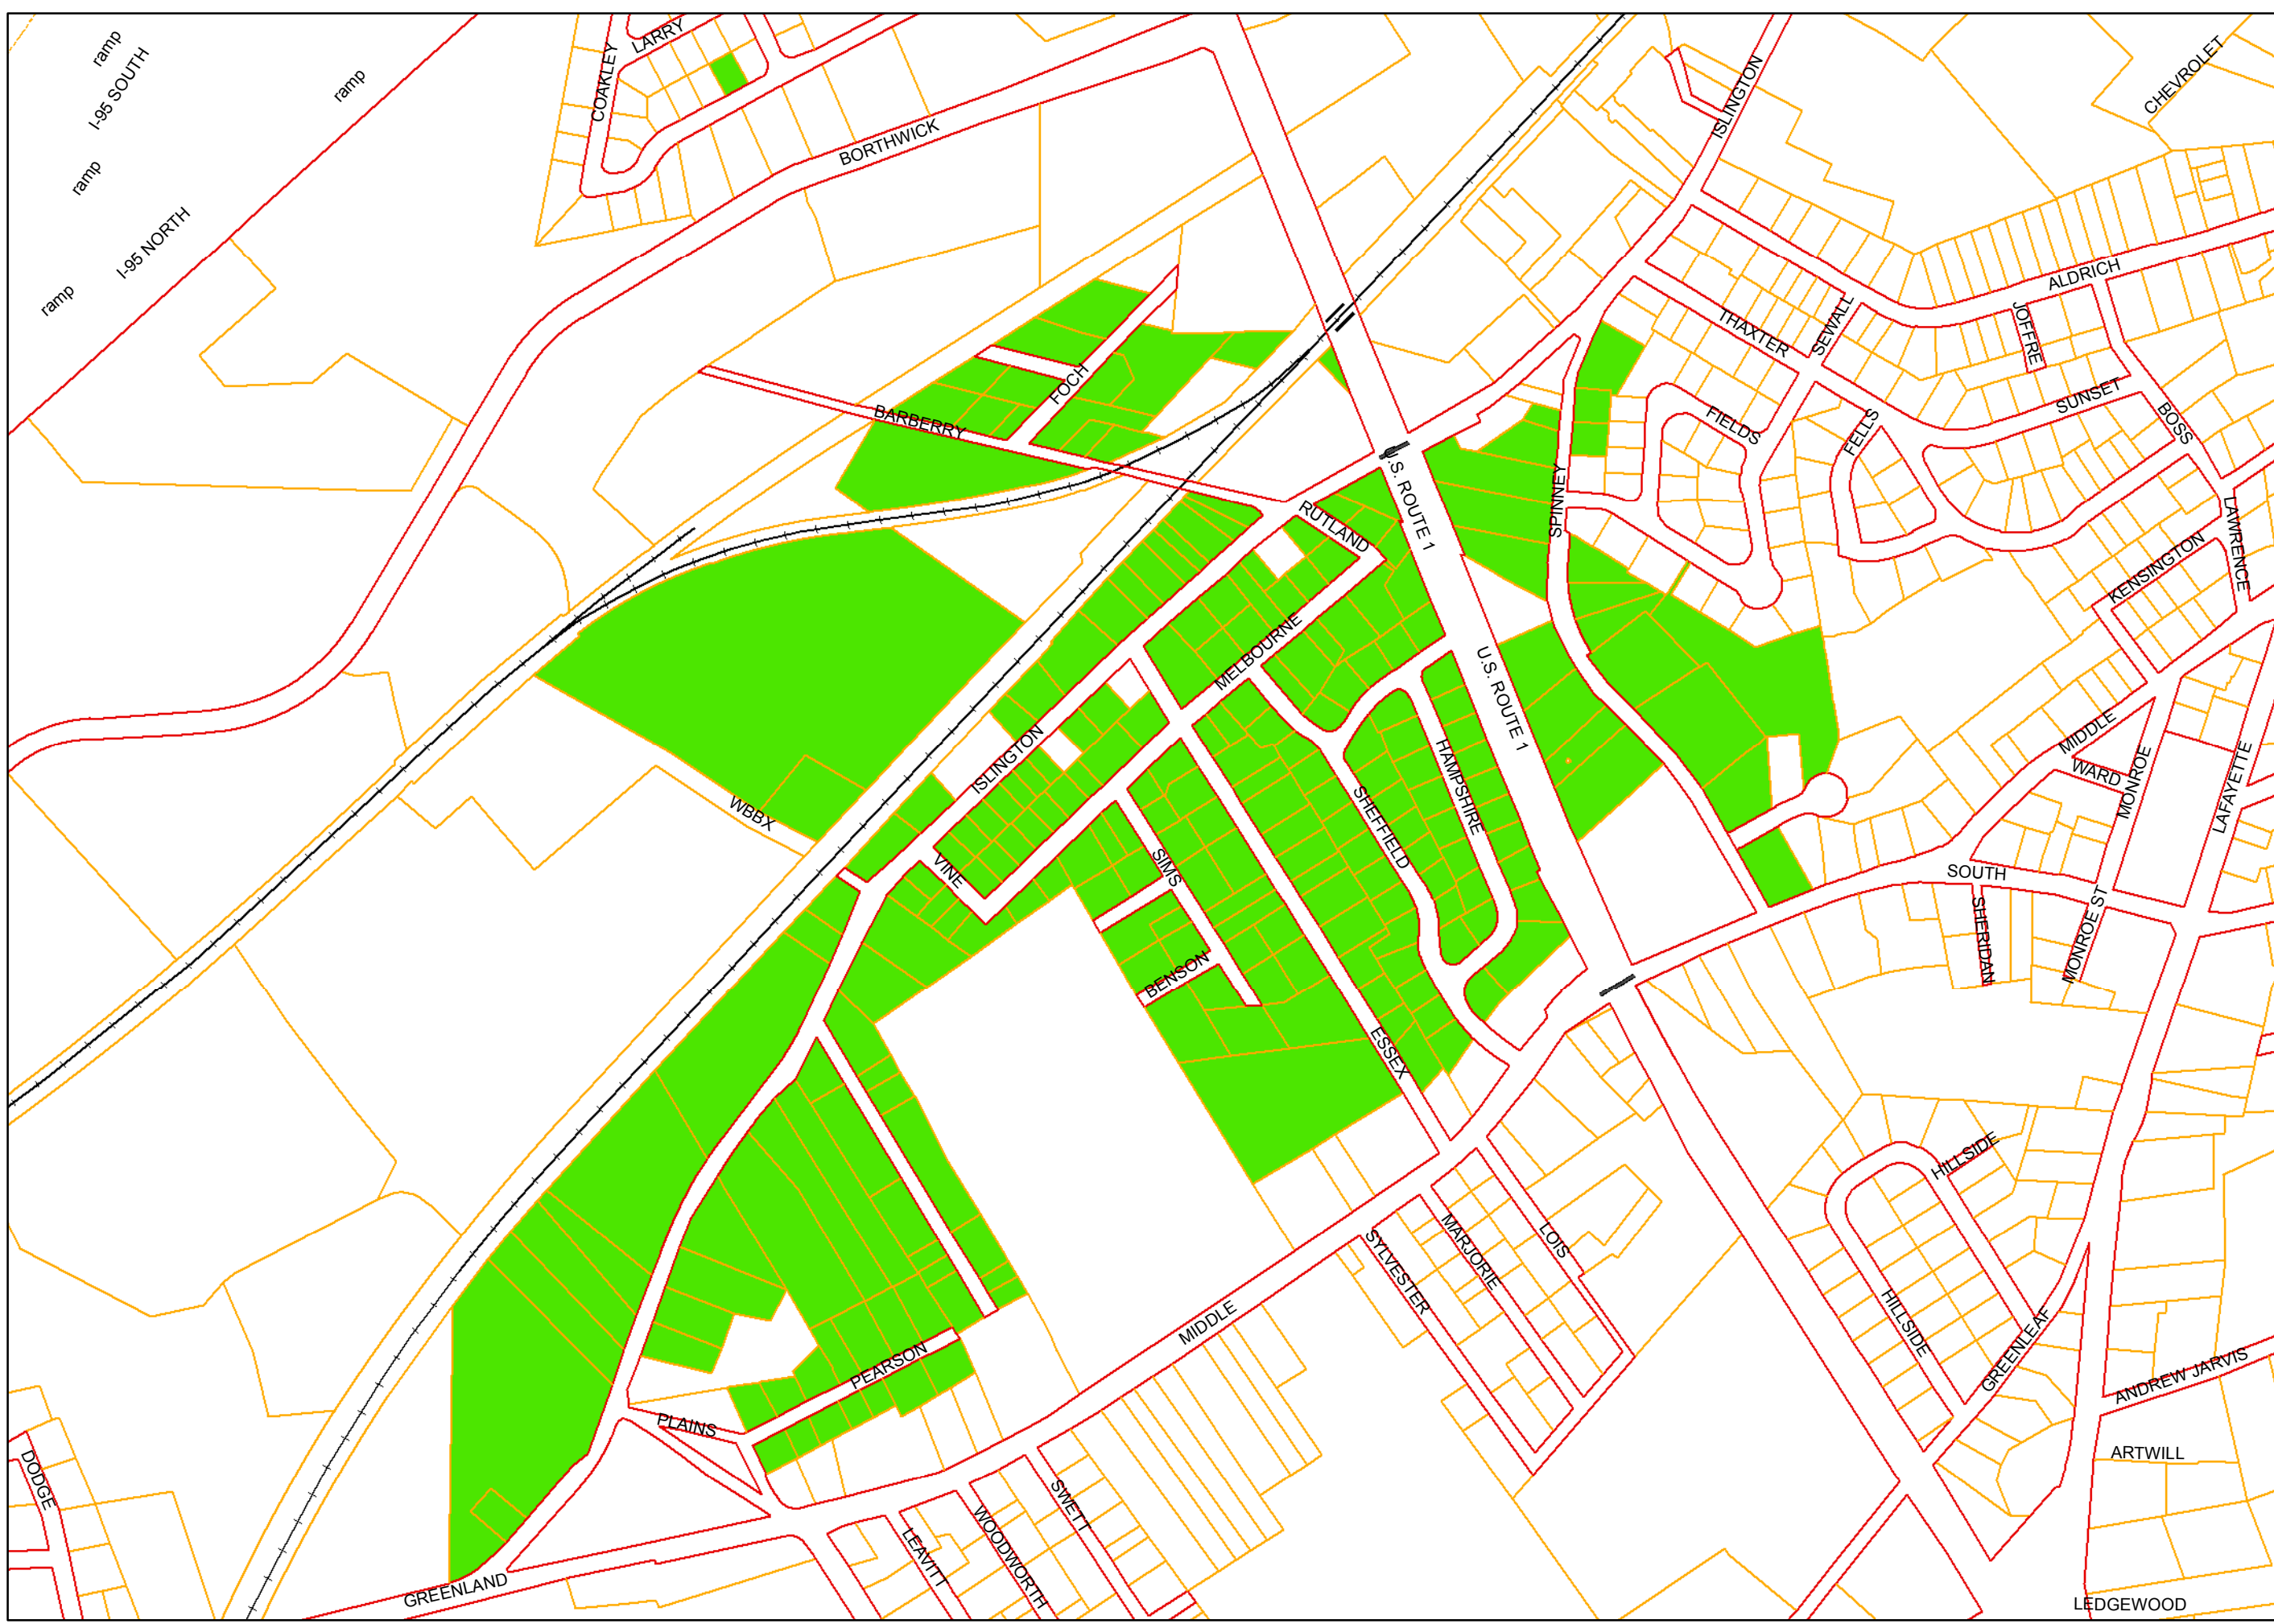 ramp
I-95 SOUTH
ramp
ramp
I-95 NORTH
ramp
COAKLEY
LARRY
BORTHWICK
ISLINGTON
CHEVROLET
ALDRICH
JOFFRE
THAXTER
SEWALL
SUNSET
BOSS
FIELDS
FELLS
FOCH
BARBERRY
RUTLAND
U.S. ROUTE 1
SPINNEY
LAWRENCE
KENSINGTON
MELBOURNE
U.S. ROUTE 1
ISLINGTON
HAMPSHIRE
SHEFFIELD
MIDDLE
WARD
MONROE
LAFAYETTE
WBBX
VINE
SIMS
SOUTH
SHERIDAN
MONROE ST
BENSON
ESSEX
HILLSIDE
SYLVESTER
MARJORIE
LOIS
MIDDLE
HILLSIDE
GREENLEAF
PEARSON
ANDREW JARVIS
PLAINS
ARTWILL
DODGE
SWETT
WOODWORTH
LEAVITT
GREENLAND
LEDGEWOOD